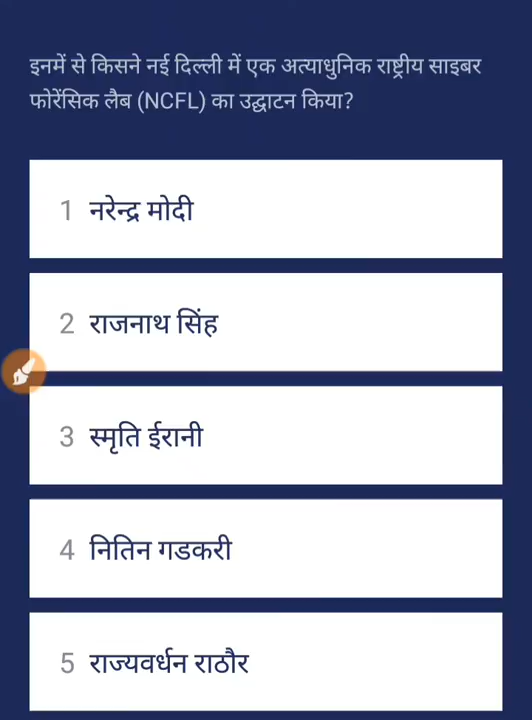 इनमें से किसने नई दिल्ली में एक अत्याधुनिक राष्ट्रीय साइबर
फोरेंसिक लैब (NCFL) का उद्घाटन किया?
1 नरेन्द्र मोदी
2 राजनाथ सिंह
3 स्मृति ईरानी
4 नितिन गडकरी
5 राज्यवर्धन राठौर